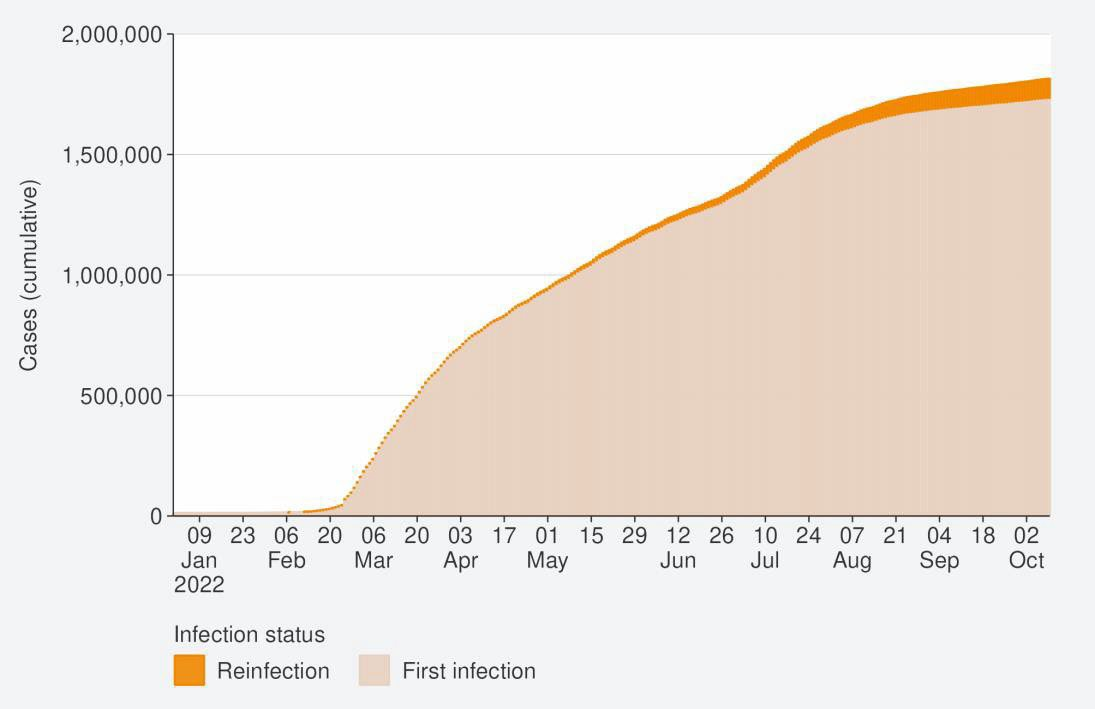 2,000,000
1,500,000
1,000,000
500,000
0
Cases (cumulative)
09 23 06 20 06 20 03 17 01 15 29 12 26 10 24 07 21 04 18 02
Jan Feb Mar Apr May Jun Jul Aug Sep Oct
2022
Infection status
Reinfection First infection